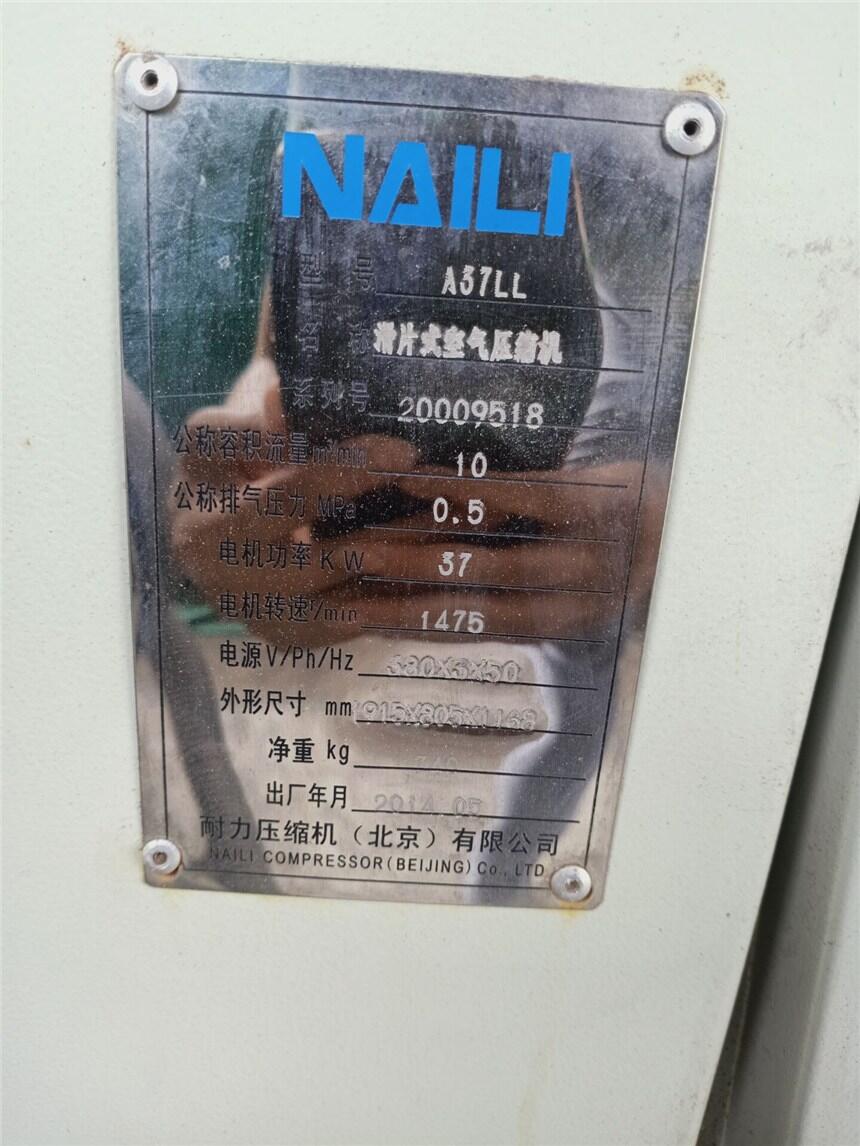 NAILI
型 号 A37LL
名 称 滑片式空气压缩机
系列号 20009518
公称容积流量m³/min 10
公称排气压力 MPa 0.5
电机功率KW 37
电机转速r/min 1475
电源V/Ph/Hz 380X3X50
外形尺寸 mm 1915X805X1168
净重 kg
出厂年月 2014.05
耐力压缩机（北京）有限公司
NAILI COMPRESSOR(BEIJING) Co., LTD